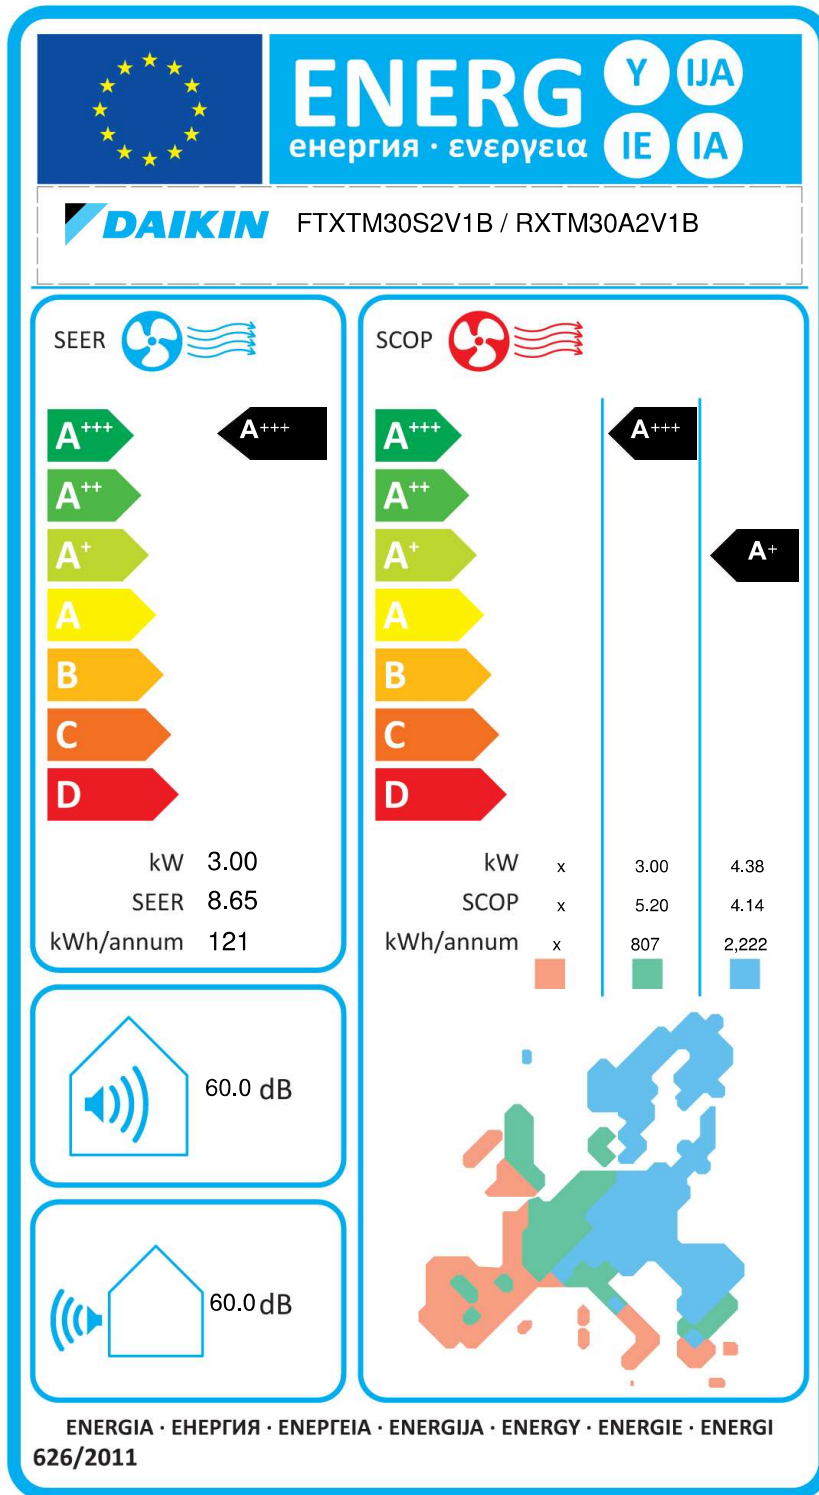 ENERG
енергия · ενεργεια
Y IJA
IE IA
DAIKIN FTXTM30S2V1B / RXTM30A2V1B
SEER
A+++ A+++
A++
A+
A
B
C
D
kW 3.00
SEER 8.65
kWh/annum 121
SCOP
A+++ A+++
A++
A+ A+
A
B
C
D
kW x 3.00 4.38
SCOP x 5.20 4.14
kWh/annum x 807 2,222
60.0 dB
60.0 dB
ENERGIA · ЕНЕРГИЯ · ΕΝΕΡΓΕΙΑ · ENERGIJA · ENERGY · ENERGIE · ENERGI
626/2011